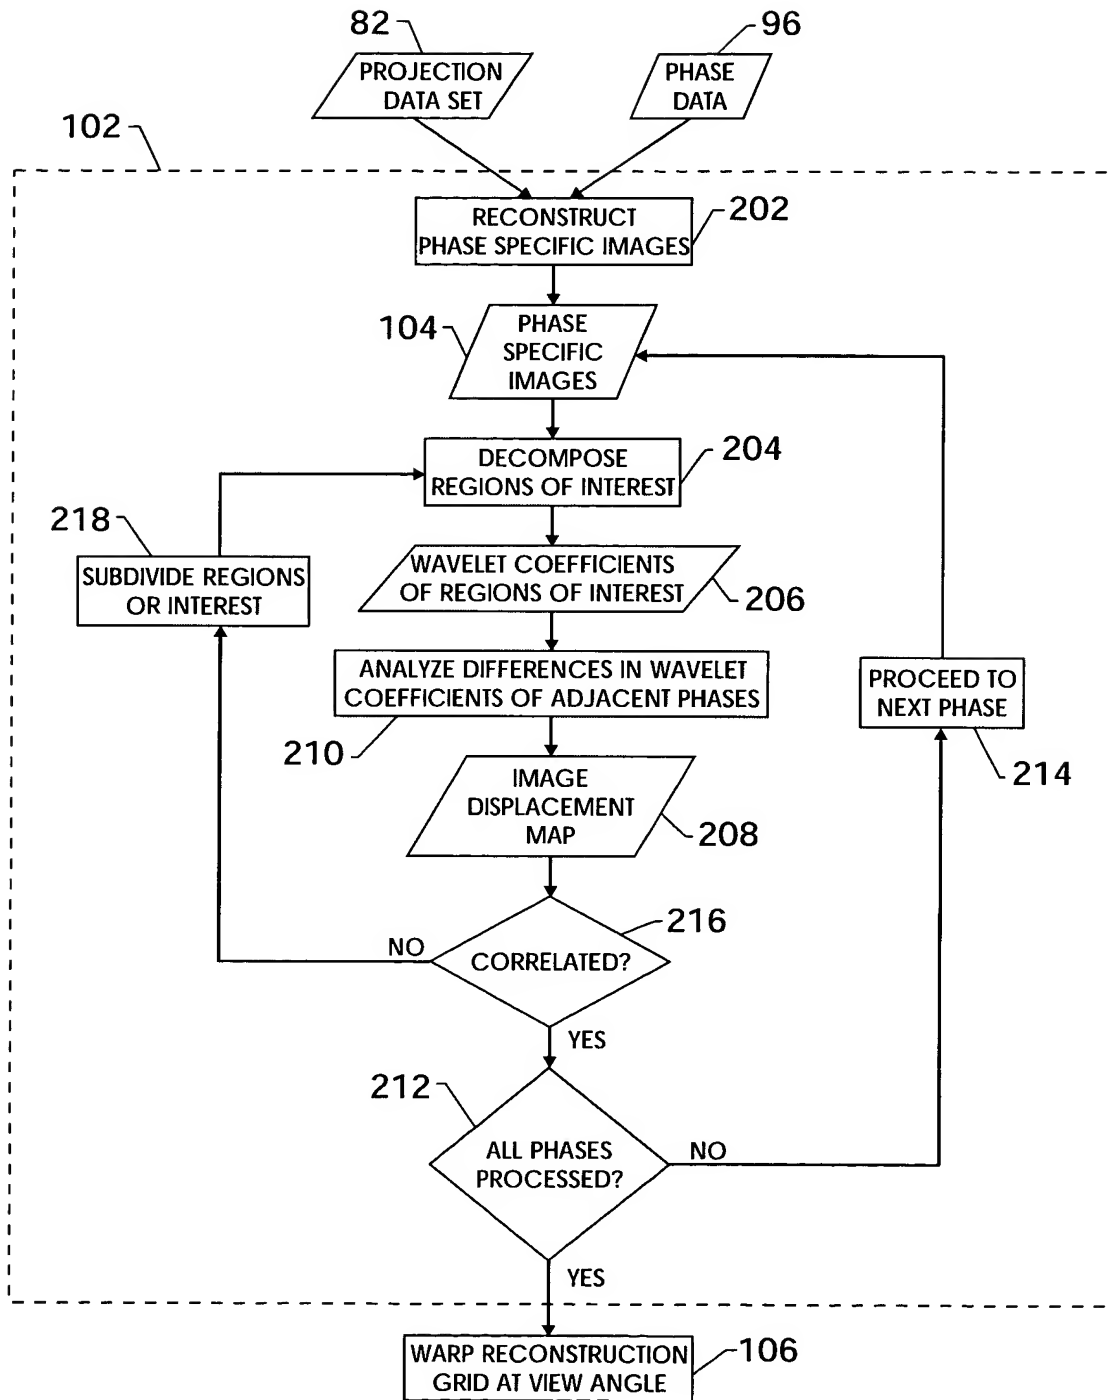 82
96
PROJECTION
DATA SET
PHASE
DATA
102
RECONSTRUCT
PHASE SPECIFIC IMAGES
202
104
PHASE
SPECIFIC
IMAGES
DECOMPOSE
REGIONS OF INTEREST
204
218
SUBDIVIDE REGIONS
OR INTEREST
WAVELET COEFFICIENTS
OF REGIONS OF INTEREST
206
ANALYZE DIFFERENCES IN WAVELET
COEFFICIENTS OF ADJACENT PHASES
210
PROCEED TO
NEXT PHASE
214
IMAGE
DISPLACEMENT
MAP
208
216
NO
CORRELATED?
YES
212
ALL PHASES
PROCESSED?
NO
YES
WARP RECONSTRUCTION
GRID AT VIEW ANGLE
106